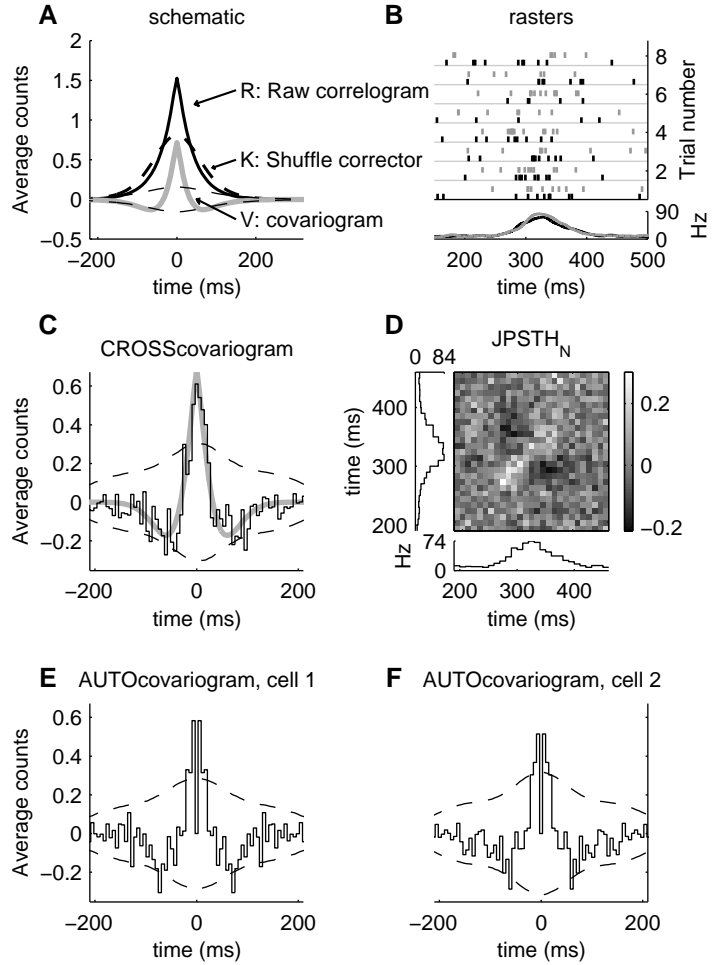 A
schematic
Average counts
2
1.5
1
0.5
0
−0.5
R: Raw correlogram
K: Shuffle corrector
V: covariogram
−200
0
200
time (ms)
B
rasters
8
6
4
2
Trial number
90
0
Hz
200
300
400
500
time (ms)
C
CROSScovariogram
Average counts
0.6
0.4
0.2
0
−0.2
−200
0
200
time (ms)
D
JPSTH_N
0 84
400
300
200
time (ms)
0.2
0
−0.2
Hz
74
0
200
300
400
time (ms)
E
AUTOcovariogram, cell 1
Average counts
0.6
0.4
0.2
0
−0.2
−200
0
200
time (ms)
F
AUTOcovariogram, cell 2
0.6
0.4
0.2
0
−0.2
−200
0
200
time (ms)